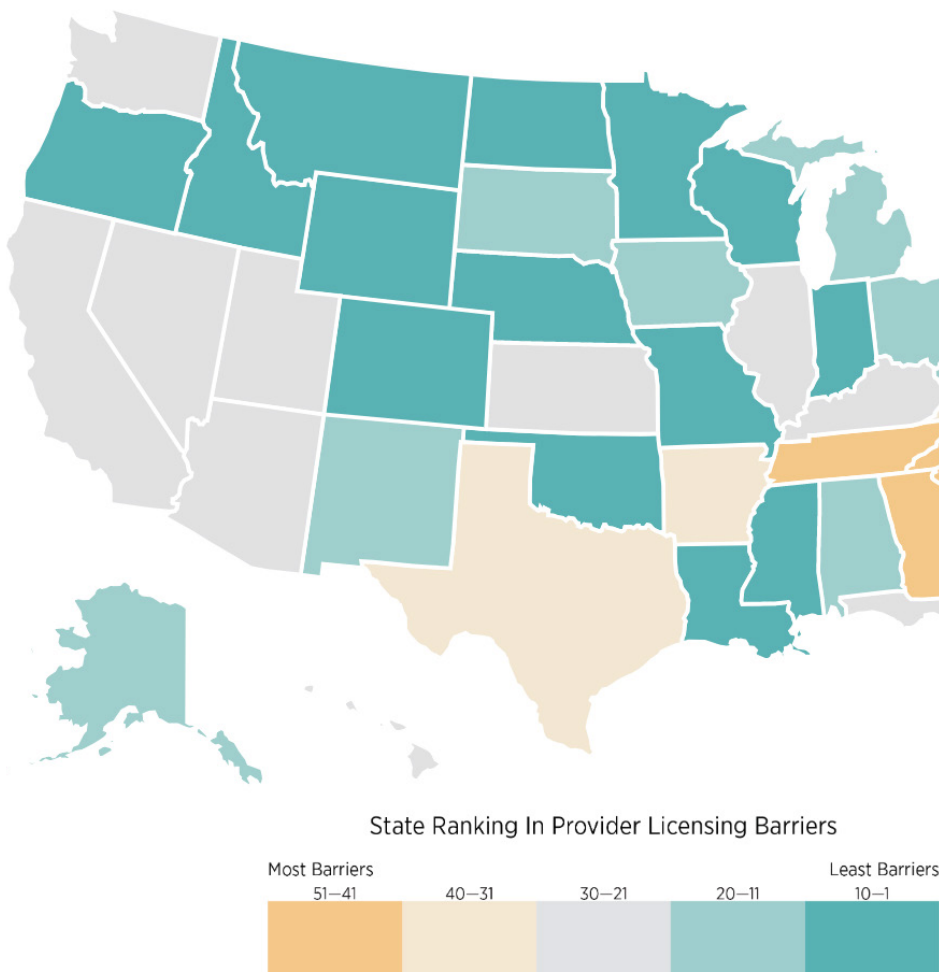 State Ranking In Provider Licensing Barriers
Most Barriers Least Barriers
51—41 40—31 30—21 20—11 10—1